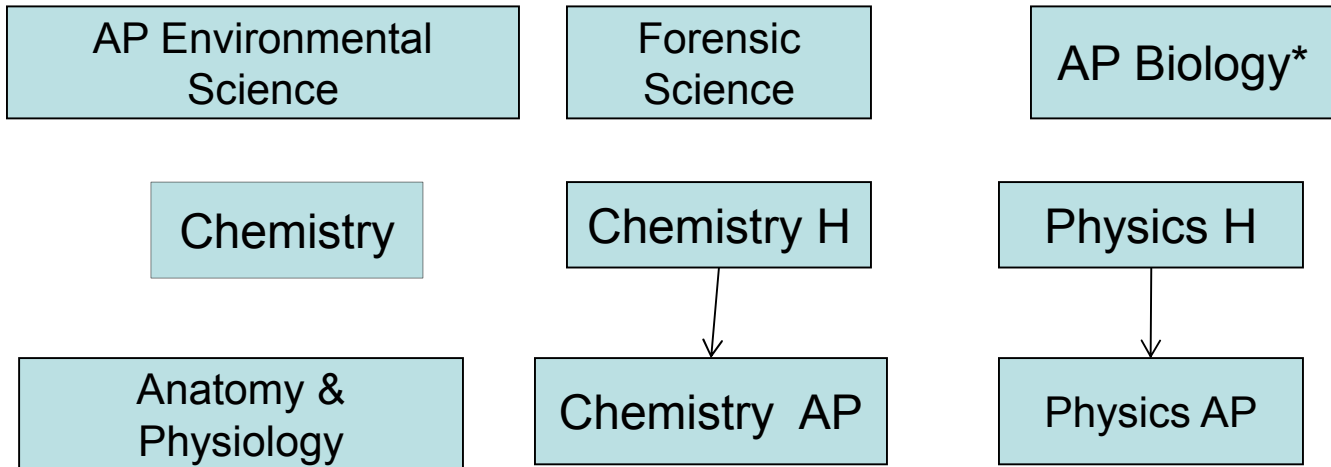 AP Environmental
Science
Forensic
Science
AP Biology*
Chemistry
Chemistry H
Physics H
Anatomy &
Physiology
Chemistry AP
Physics AP